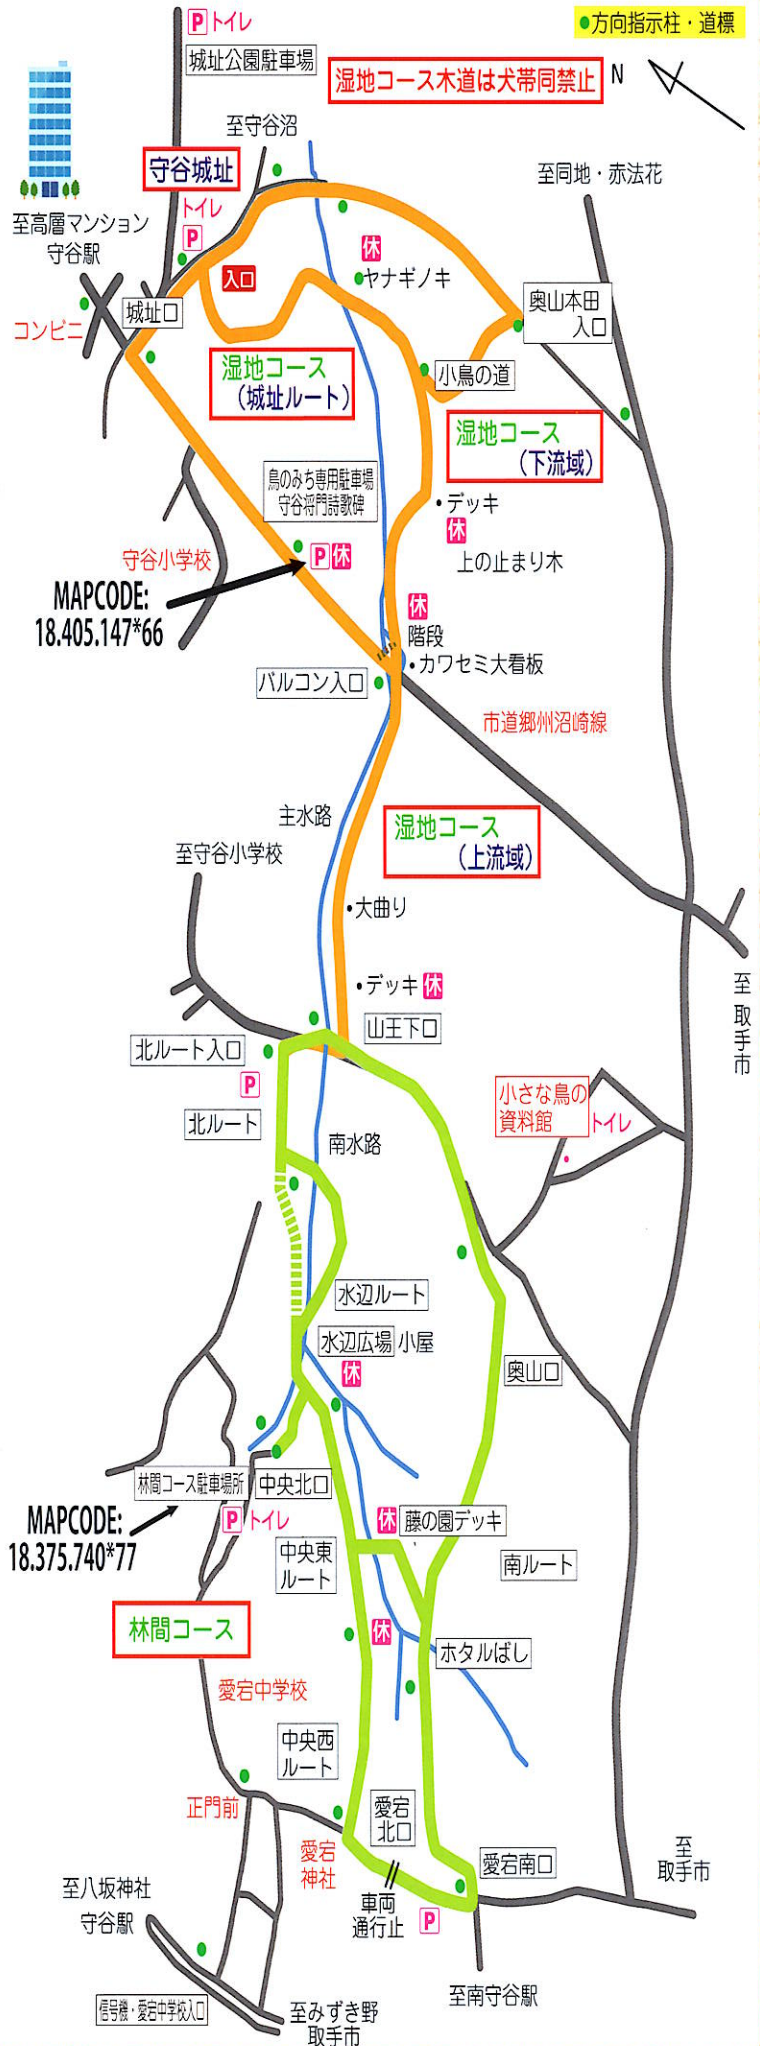 P トイレ
城址公園駐車場
●方向指示柱・道標
湿地コース木道は犬帯同禁止
N
至守谷沼
守谷城址
至同地・赤法花
トイレ
P
至高層マンション
守谷駅
休
入口
ヤナギノキ
城址口
奥山本田
入口
コンビニ
湿地コース
（城址ルート）
小鳥の道
湿地コース
（下流域）
鳥のみち専用駐車場
守谷将門詩歌碑
・デッキ
休
上の止まり木
守谷小学校
P 休
MAPCODE:
18.405.147*66
休
階段
・カワセミ大看板
バルコン入口
市道郷州沼崎線
主水路
湿地コース
（上流域）
至守谷小学校
・大曲り
・デッキ 休
至
取
手
市
山王下口
北ルート入口
P
小さな鳥の
資料館
トイレ
北ルート
南水路
水辺ルート
水辺広場 小屋
休
奥山口
林間コース駐車場所
中央北口
MAPCODE:
18.375.740*77
P トイレ
休 藤の園デッキ
中央東
ルート
南ルート
林間コース
休
ホタルばし
愛宕中学校
中央西
ルート
正門前
愛宕
北口
愛宕
神社
愛宕南口
至
取手市
至八坂神社
守谷駅
車両
通行止
P
信号機・愛宕中学校入口
至みずき野
取手市
至南守谷駅